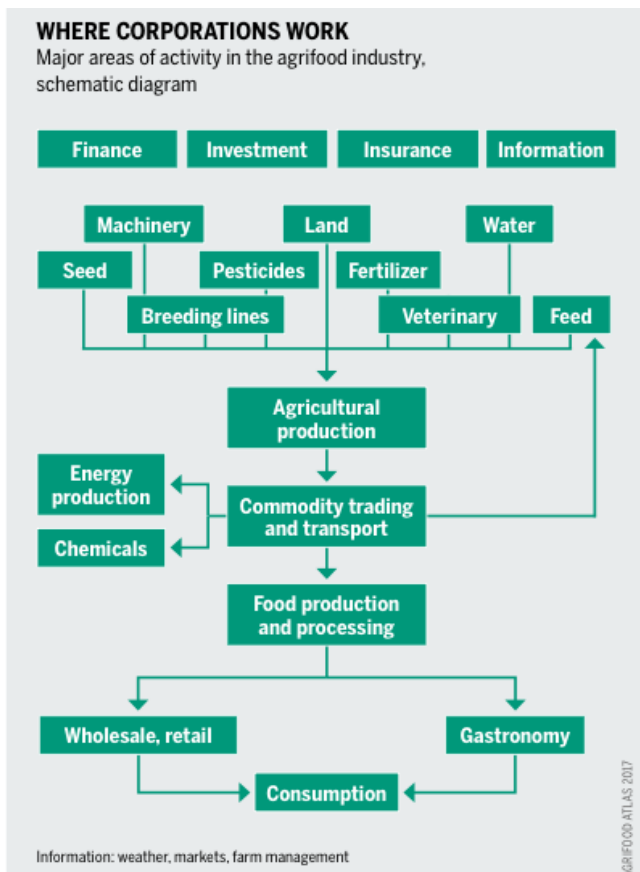 WHERE CORPORATIONS WORK
Major areas of activity in the agrifood industry,
schematic diagram
Finance
Investment
Insurance
Information
Machinery
Land
Water
Seed
Pesticides
Fertilizer
Breeding lines
Veterinary
Feed
Agricultural
production
Energy
production
Commodity trading
and transport
Chemicals
Food production
and processing
Wholesale, retail
Gastronomy
Consumption
Information: weather, markets, farm management
GRIFOOD ATLAS 2017